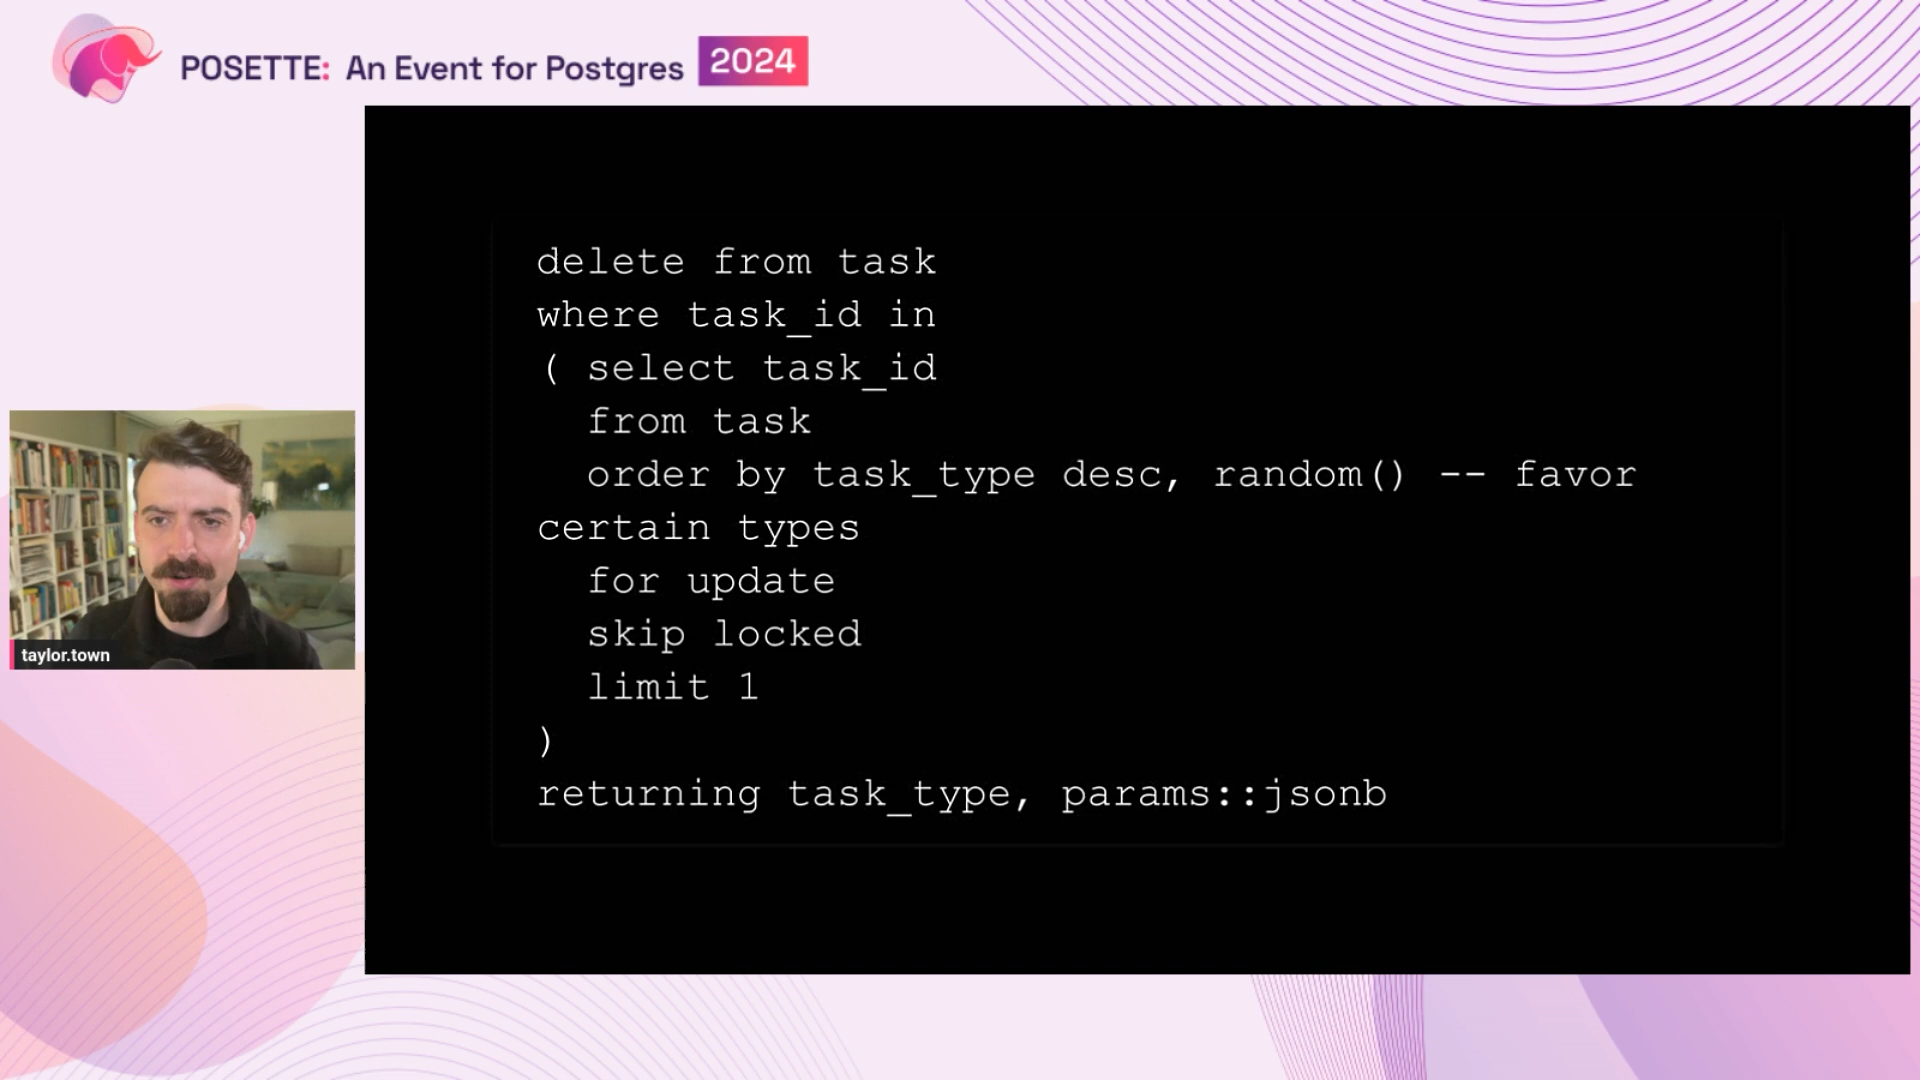 POSETTE: An Event for Postgres 2024
delete from task
where task_id in
( select task_id
from task
order by task_type desc, random() -- favor
certain types
for update
skip locked
limit 1
)
returning task_type, params::jsonb
taylor.town